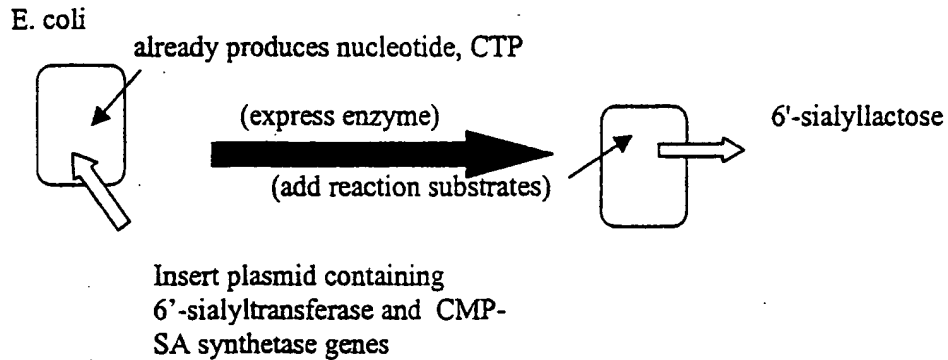 E. coli
already produces nucleotide, CTP
(express enzyme)
6'-sialyllactose
(add reaction substrates)
Insert plasmid containing
6’-sialyltransferase and CMP-
SA synthetase genes